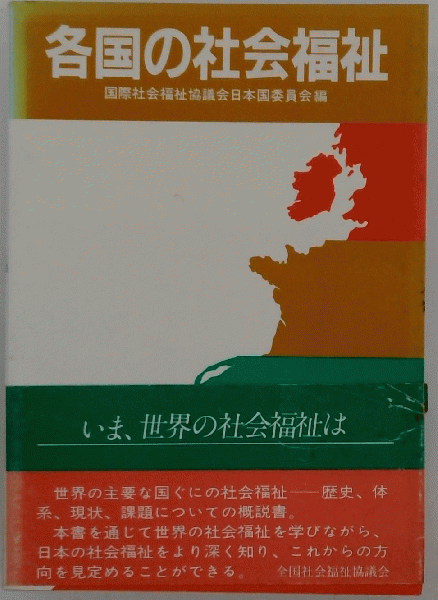 各国の社会福祉
国際社会福祉協議会日本国委員会編
いま、世界の社会福祉は
世界の主要な国ぐにの社会福祉――歴史、体
系、現状、課題についての概説書。
本書を通じて世界の社会福祉を学びながら、
日本の社会福祉をより深く知り、これからの方
向を見定めることができる。 全国社会福祉協議会